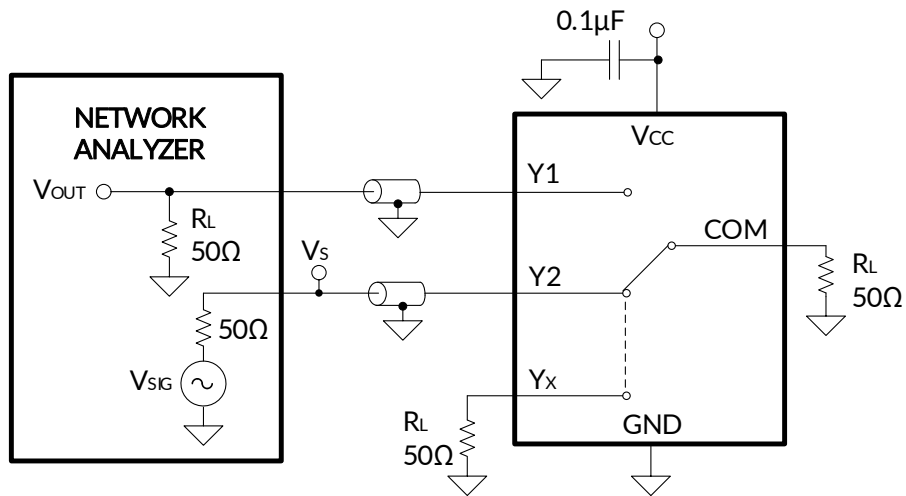 0.1µF
NETWORK
ANALYZER
VCC
VOUT
Y1
RL
50Ω
VS
COM
Y2
RL
50Ω
50Ω
VSIG
YX
RL
50Ω
GND